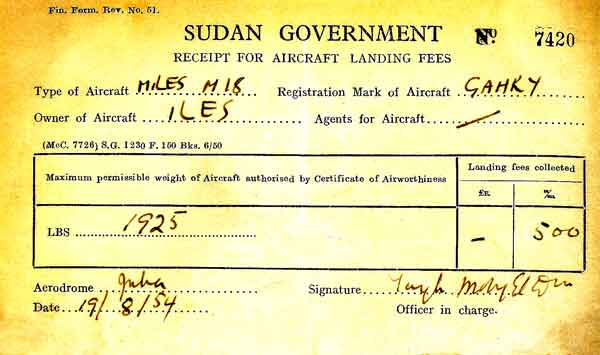 Fin. Form. Rev. No. 51.
SUDAN GOVERNMENT No 7420
RECEIPT FOR AIRCRAFT LANDING FEES
Type of Aircraft MILES M18 Registration Mark of Aircraft GAHKY
Owner of Aircraft ILES Agents for Aircraft
(McC. 7726) S.G. 1230 F. 150 Bks. 6/50
Maximum permissible weight of Aircraft authorised by Certificate of Airworthiness
Landing fees collected
£E. m/ms.
LBS 1925 – 500
Aerodrome Juba Signature
Date 19/8/54 Officer in charge.